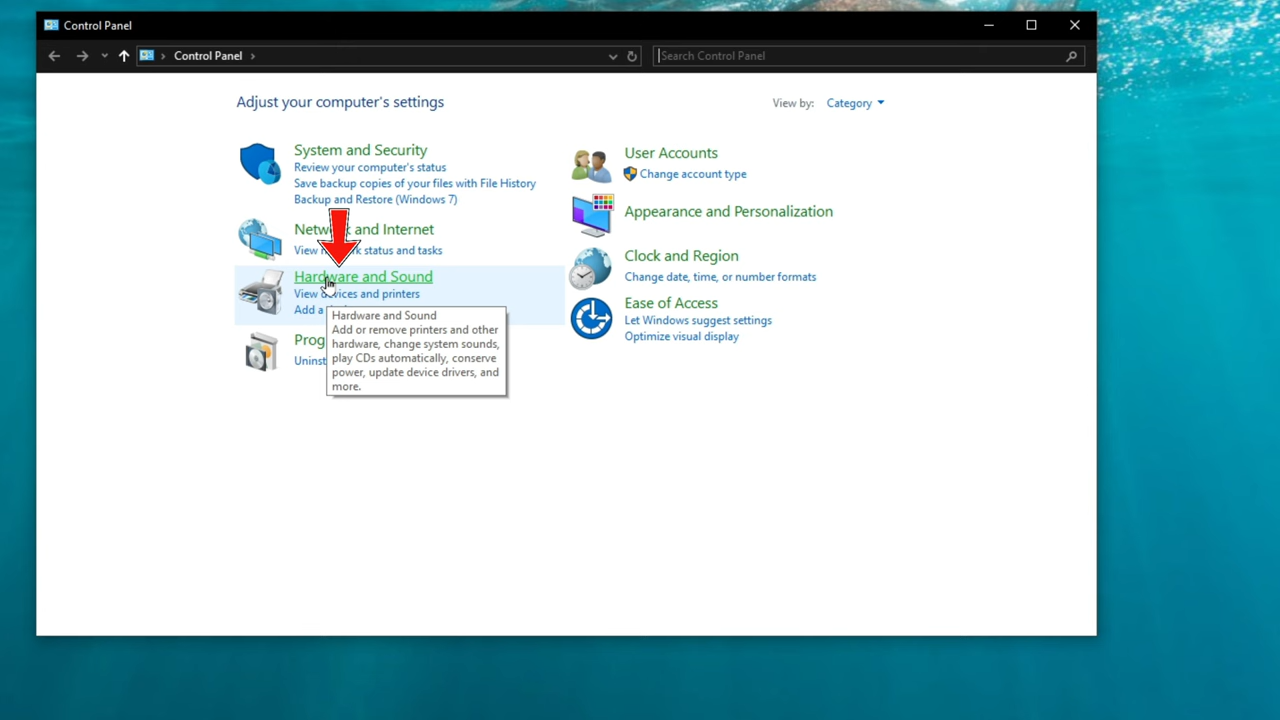 Control Panel
Control Panel
Search Control Panel
Adjust your computer's settings
View by: Category
System and Security
Review your computer's status
Save backup copies of your files with File History
Backup and Restore (Windows 7)
Network and Internet
View network status and tasks
Hardware and Sound
View devices and printers
Add a
Hardware and Sound
Add or remove printers and other
hardware, change system sounds,
play CDs automatically, conserve
power, update device drivers, and
more.
Prog
Uninst
User Accounts
Change account type
Appearance and Personalization
Clock and Region
Change date, time, or number formats
Ease of Access
Let Windows suggest settings
Optimize visual display